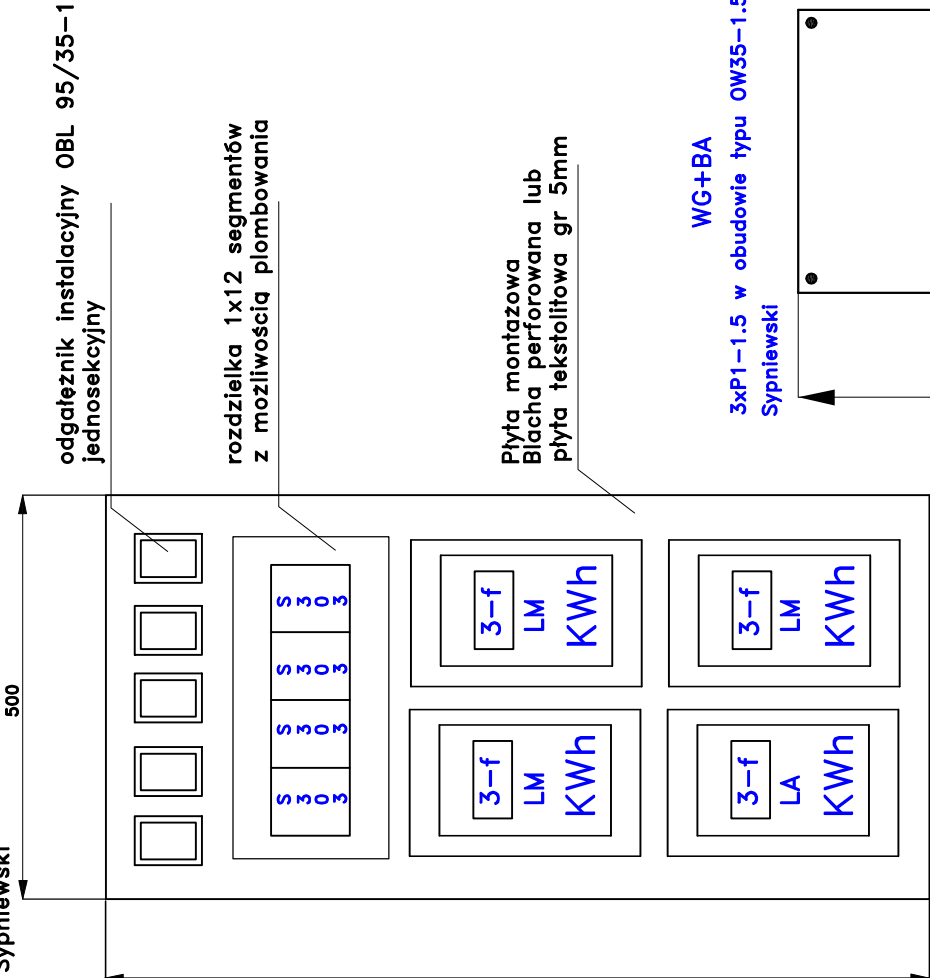 odgałęźnik instalacyjny OBL 95/35-1
jednosekcyjny
rozdzielka 1x12 segmentów
z możliwością plombowania
Płyta montażowa
Blacha perforowana lub
płyta tekstolitowa gr 5mm
WG+BA
3xP1-1.5 w obudowie typu OW35-1.5
Sypniewski
Sypniewski
500
S303
S303
S303
S303
3-f
LM
KWh
3-f
LM
KWh
3-f
LM
KWh
3-f
LA
KWh